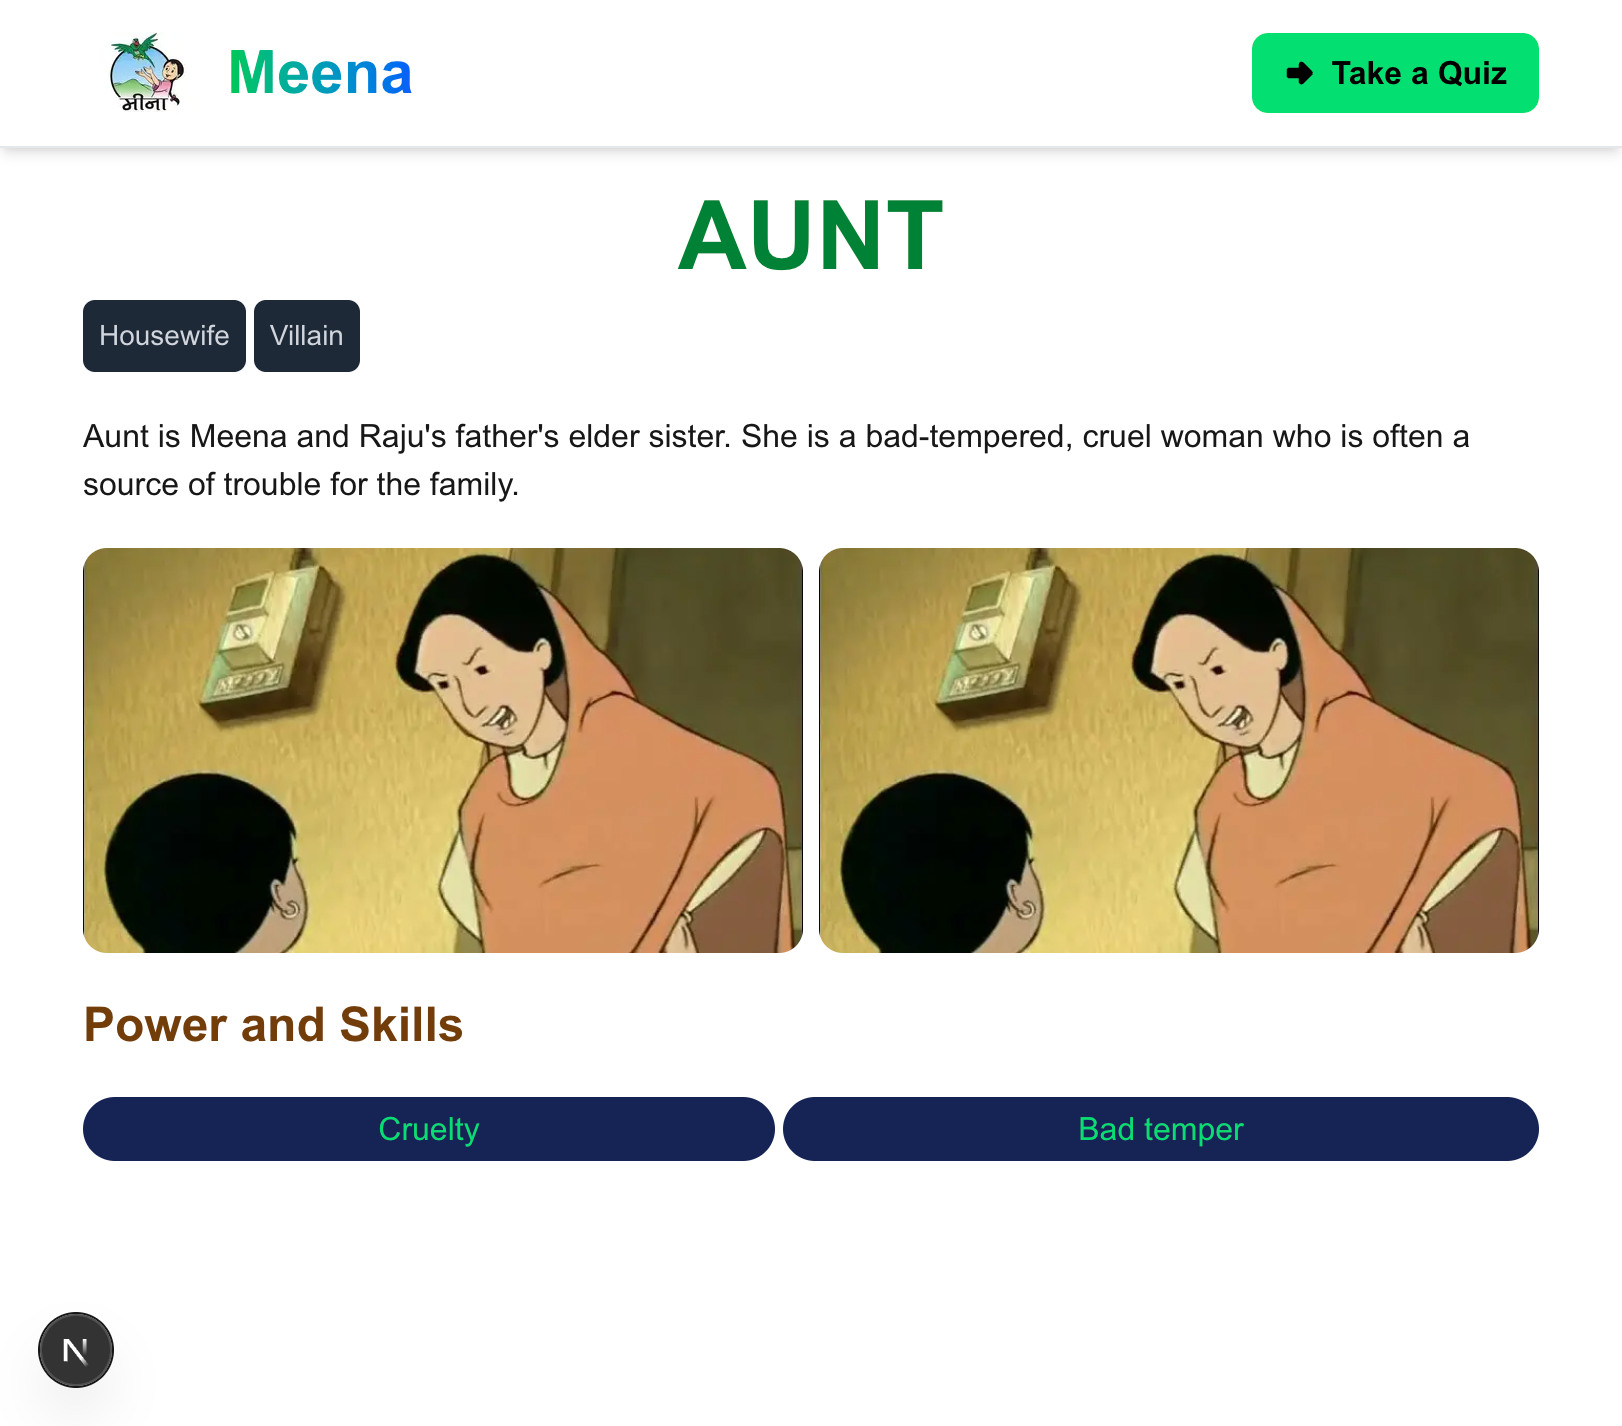 मीना
Meena
Take a Quiz
AUNT
Housewife
Villain
Aunt is Meena and Raju's father's elder sister. She is a bad-tempered, cruel woman who is often a
source of trouble for the family.
Power and Skills
Cruelty
Bad temper
N